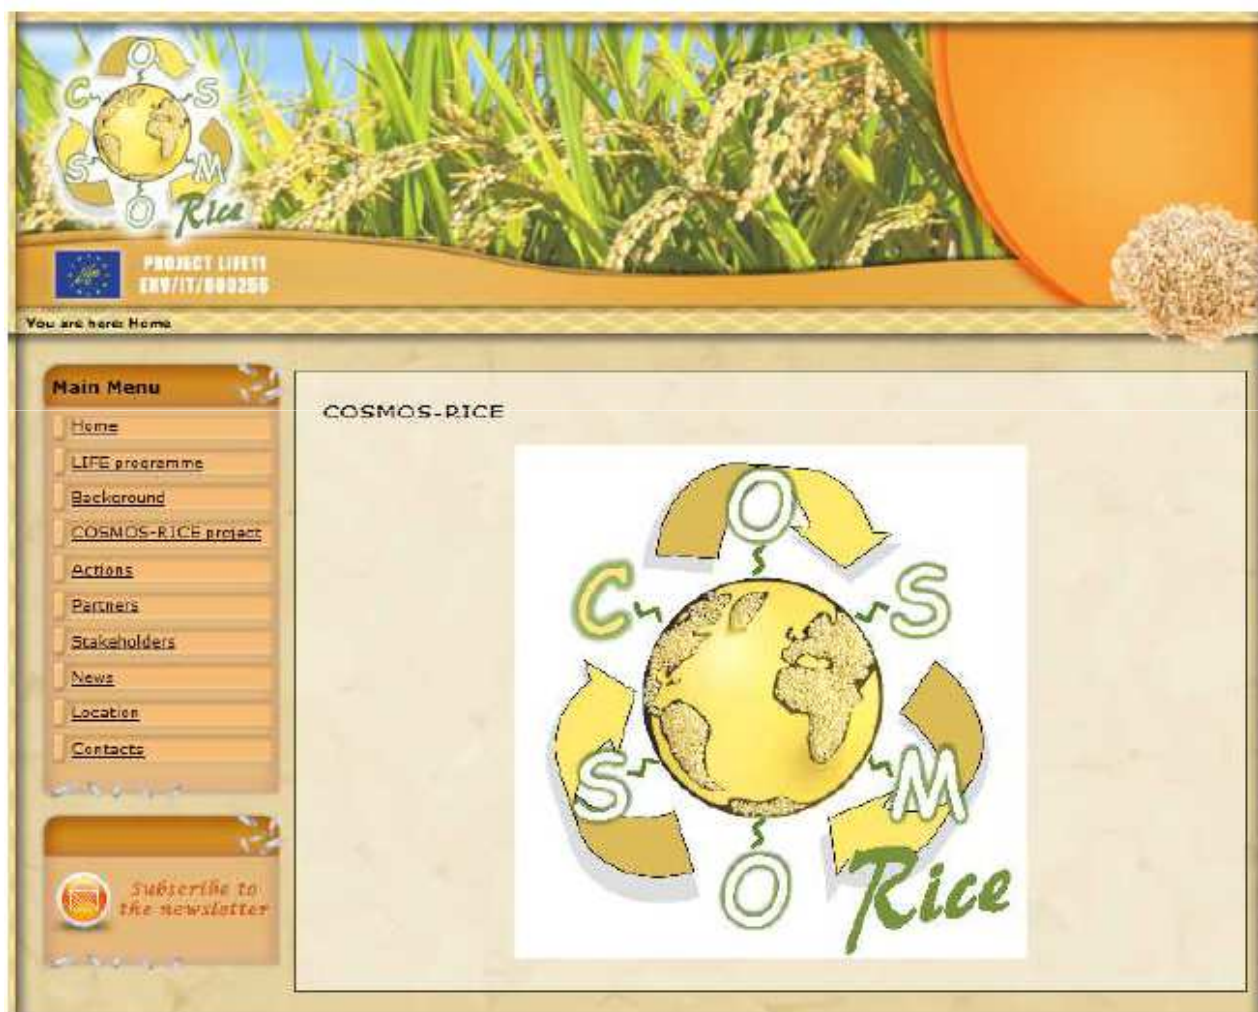 C O S M O S
Rice
PROJECT LIFE11
ENV/IT/000256
You are here: Home
Main Menu
Home
LIFE programme
Background
COSMOS-RICE project
Actions
Partners
Stakeholders
News
Location
Contacts
Subscribe to
the newsletter
COSMOS-RICE
C O S M O S
Rice